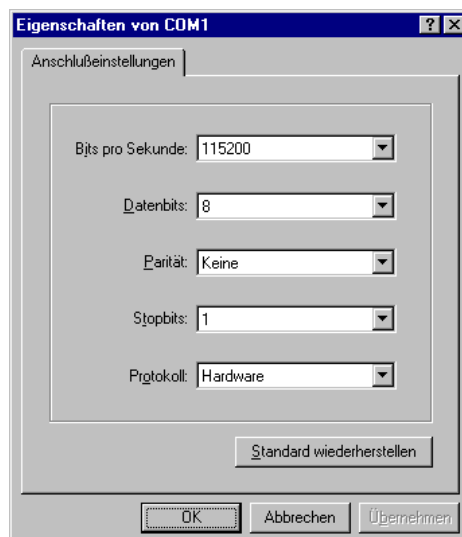 Eigenschaften von COM1
Anschlußeinstellungen
Bits pro Sekunde: 115200
Datenbits: 8
Parität: Keine
Stopbits: 1
Protokoll: Hardware
Standard wiederherstellen
OK Abbrechen Übernehmen